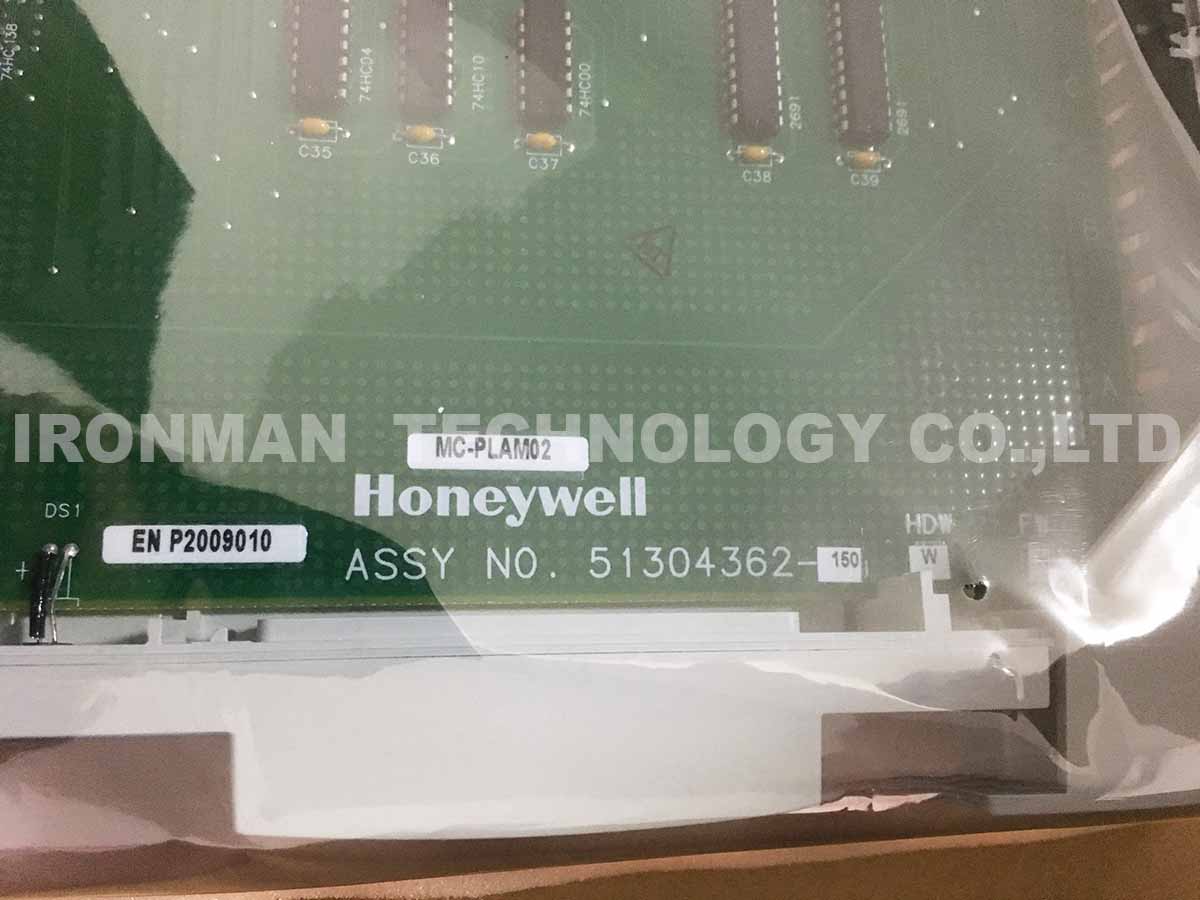 74HC138
74HC04
74HC10
74HC00
2691
2691
C35
C36
C37
C38
C39
IRONMAN TECHNOLOGY CO.,LTD
MC-PLAM02
Honeywell
DS1
EN P2009010
HDW
+
ASSY NO. 51304362-150
W